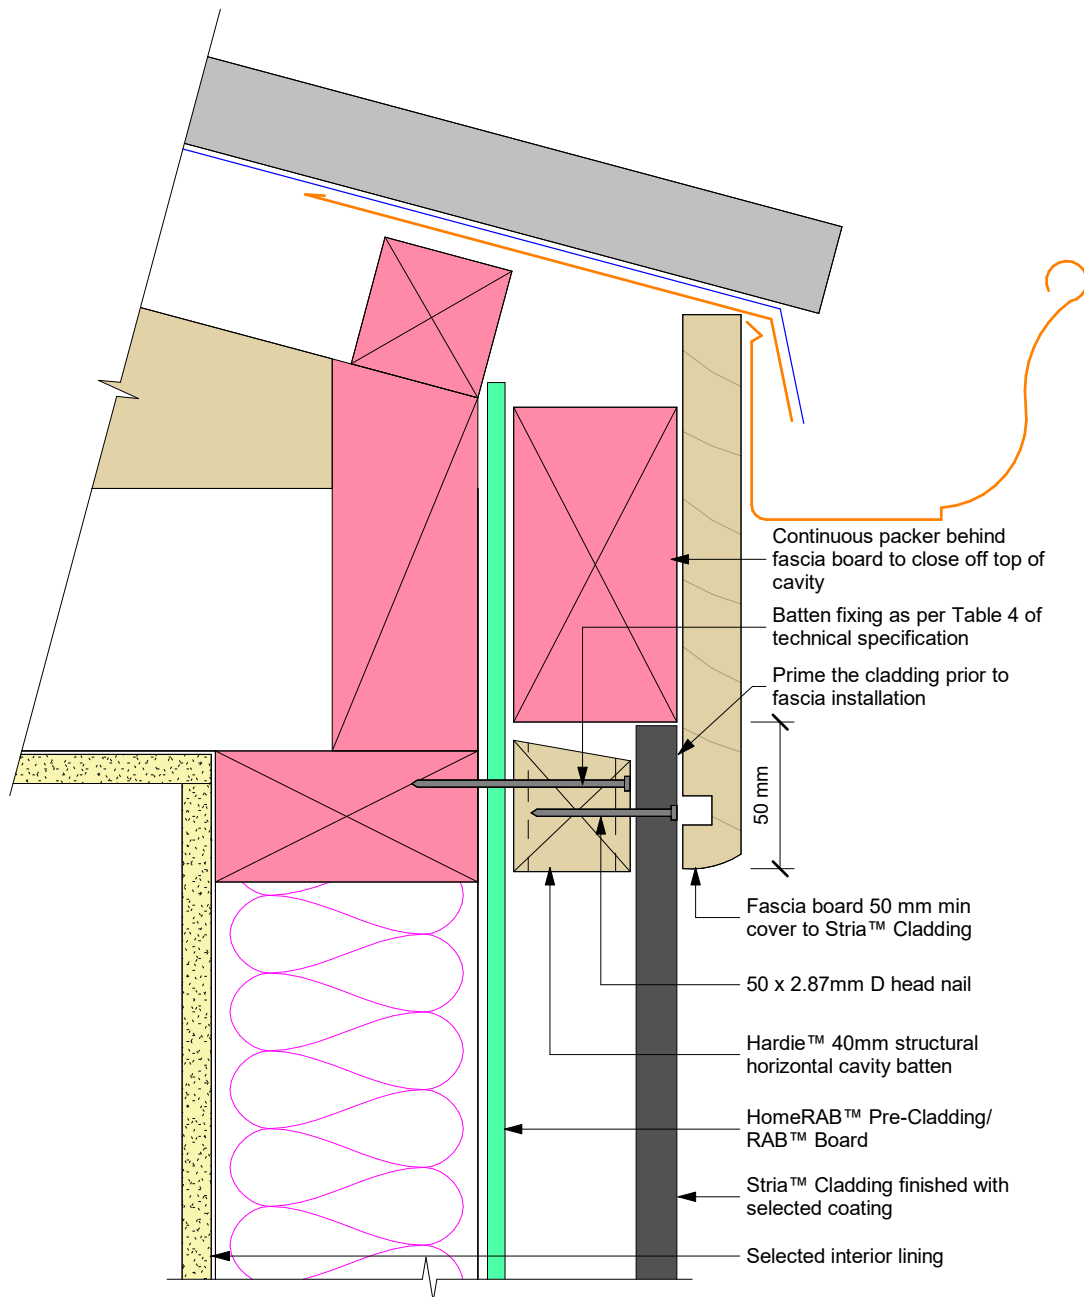 Continuous packer behind
fascia board to close off top of
cavity
Batten fixing as per Table 4 of
technical specification
Prime the cladding prior to
fascia installation
50 mm
Fascia board 50 mm min
cover to Stria™ Cladding
50 x 2.87mm D head nail
Hardie™ 40mm structural
horizontal cavity batten
HomeRAB™ Pre-Cladding/
RAB™ Board
Stria™ Cladding finished with
selected coating
Selected interior lining